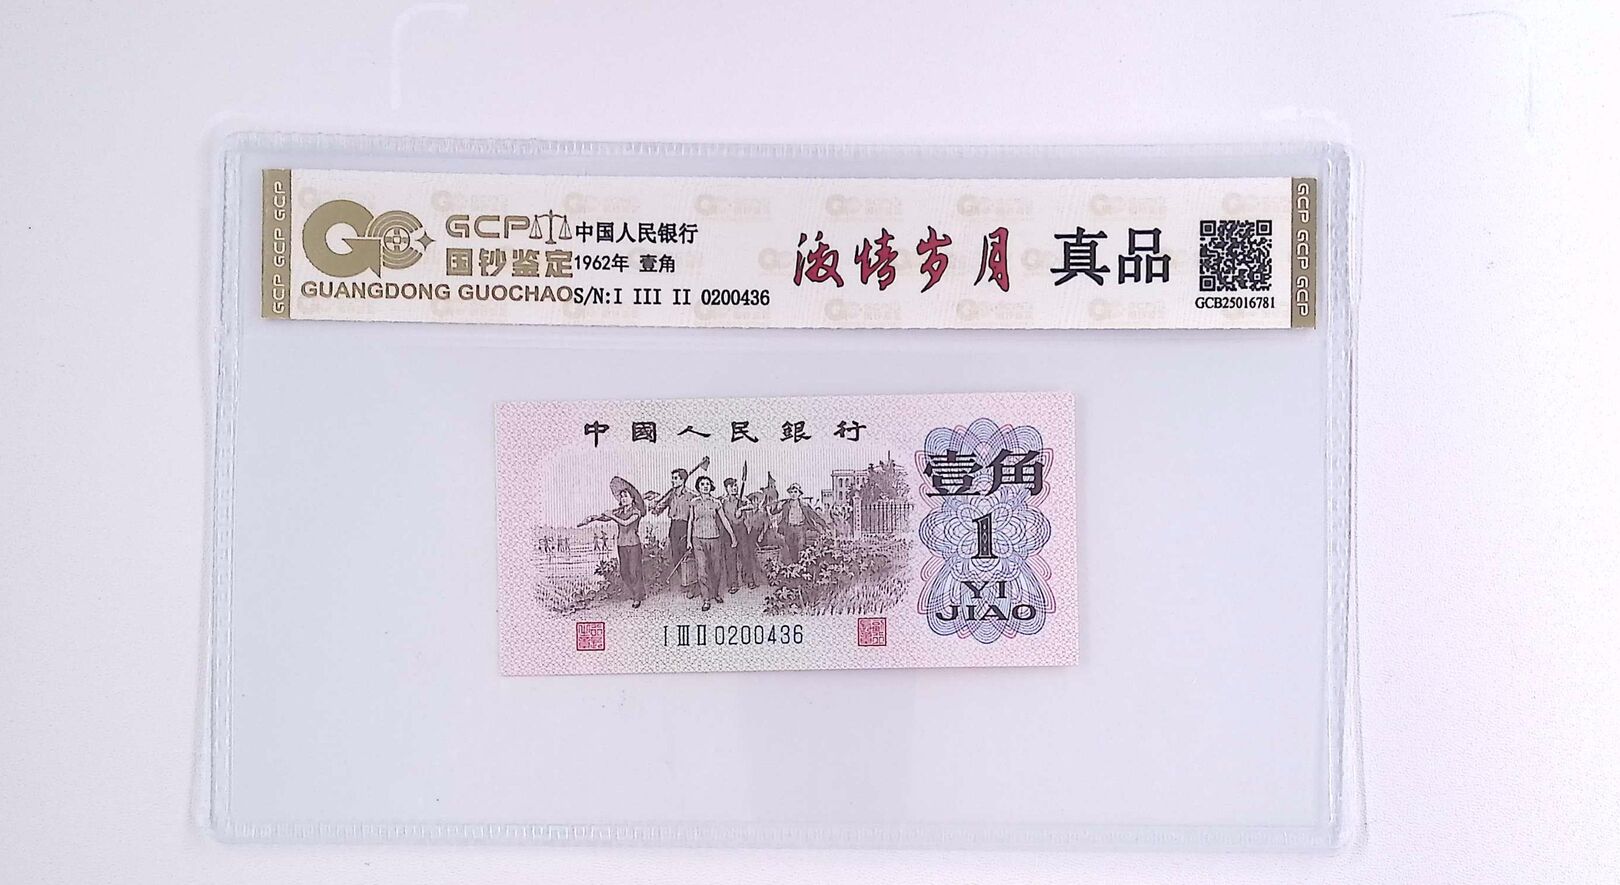 GCP GCP GCP
GCP 中国人民银行
国钞鉴定 1962年 壹角
GUANGDONG GUOCHAO S/N:I III II 0200436
激情岁月 真品
GCB25016781
GCP GCP GCP
中國人民銀行
壹角
1
YI
JIAO
I III II 0200436